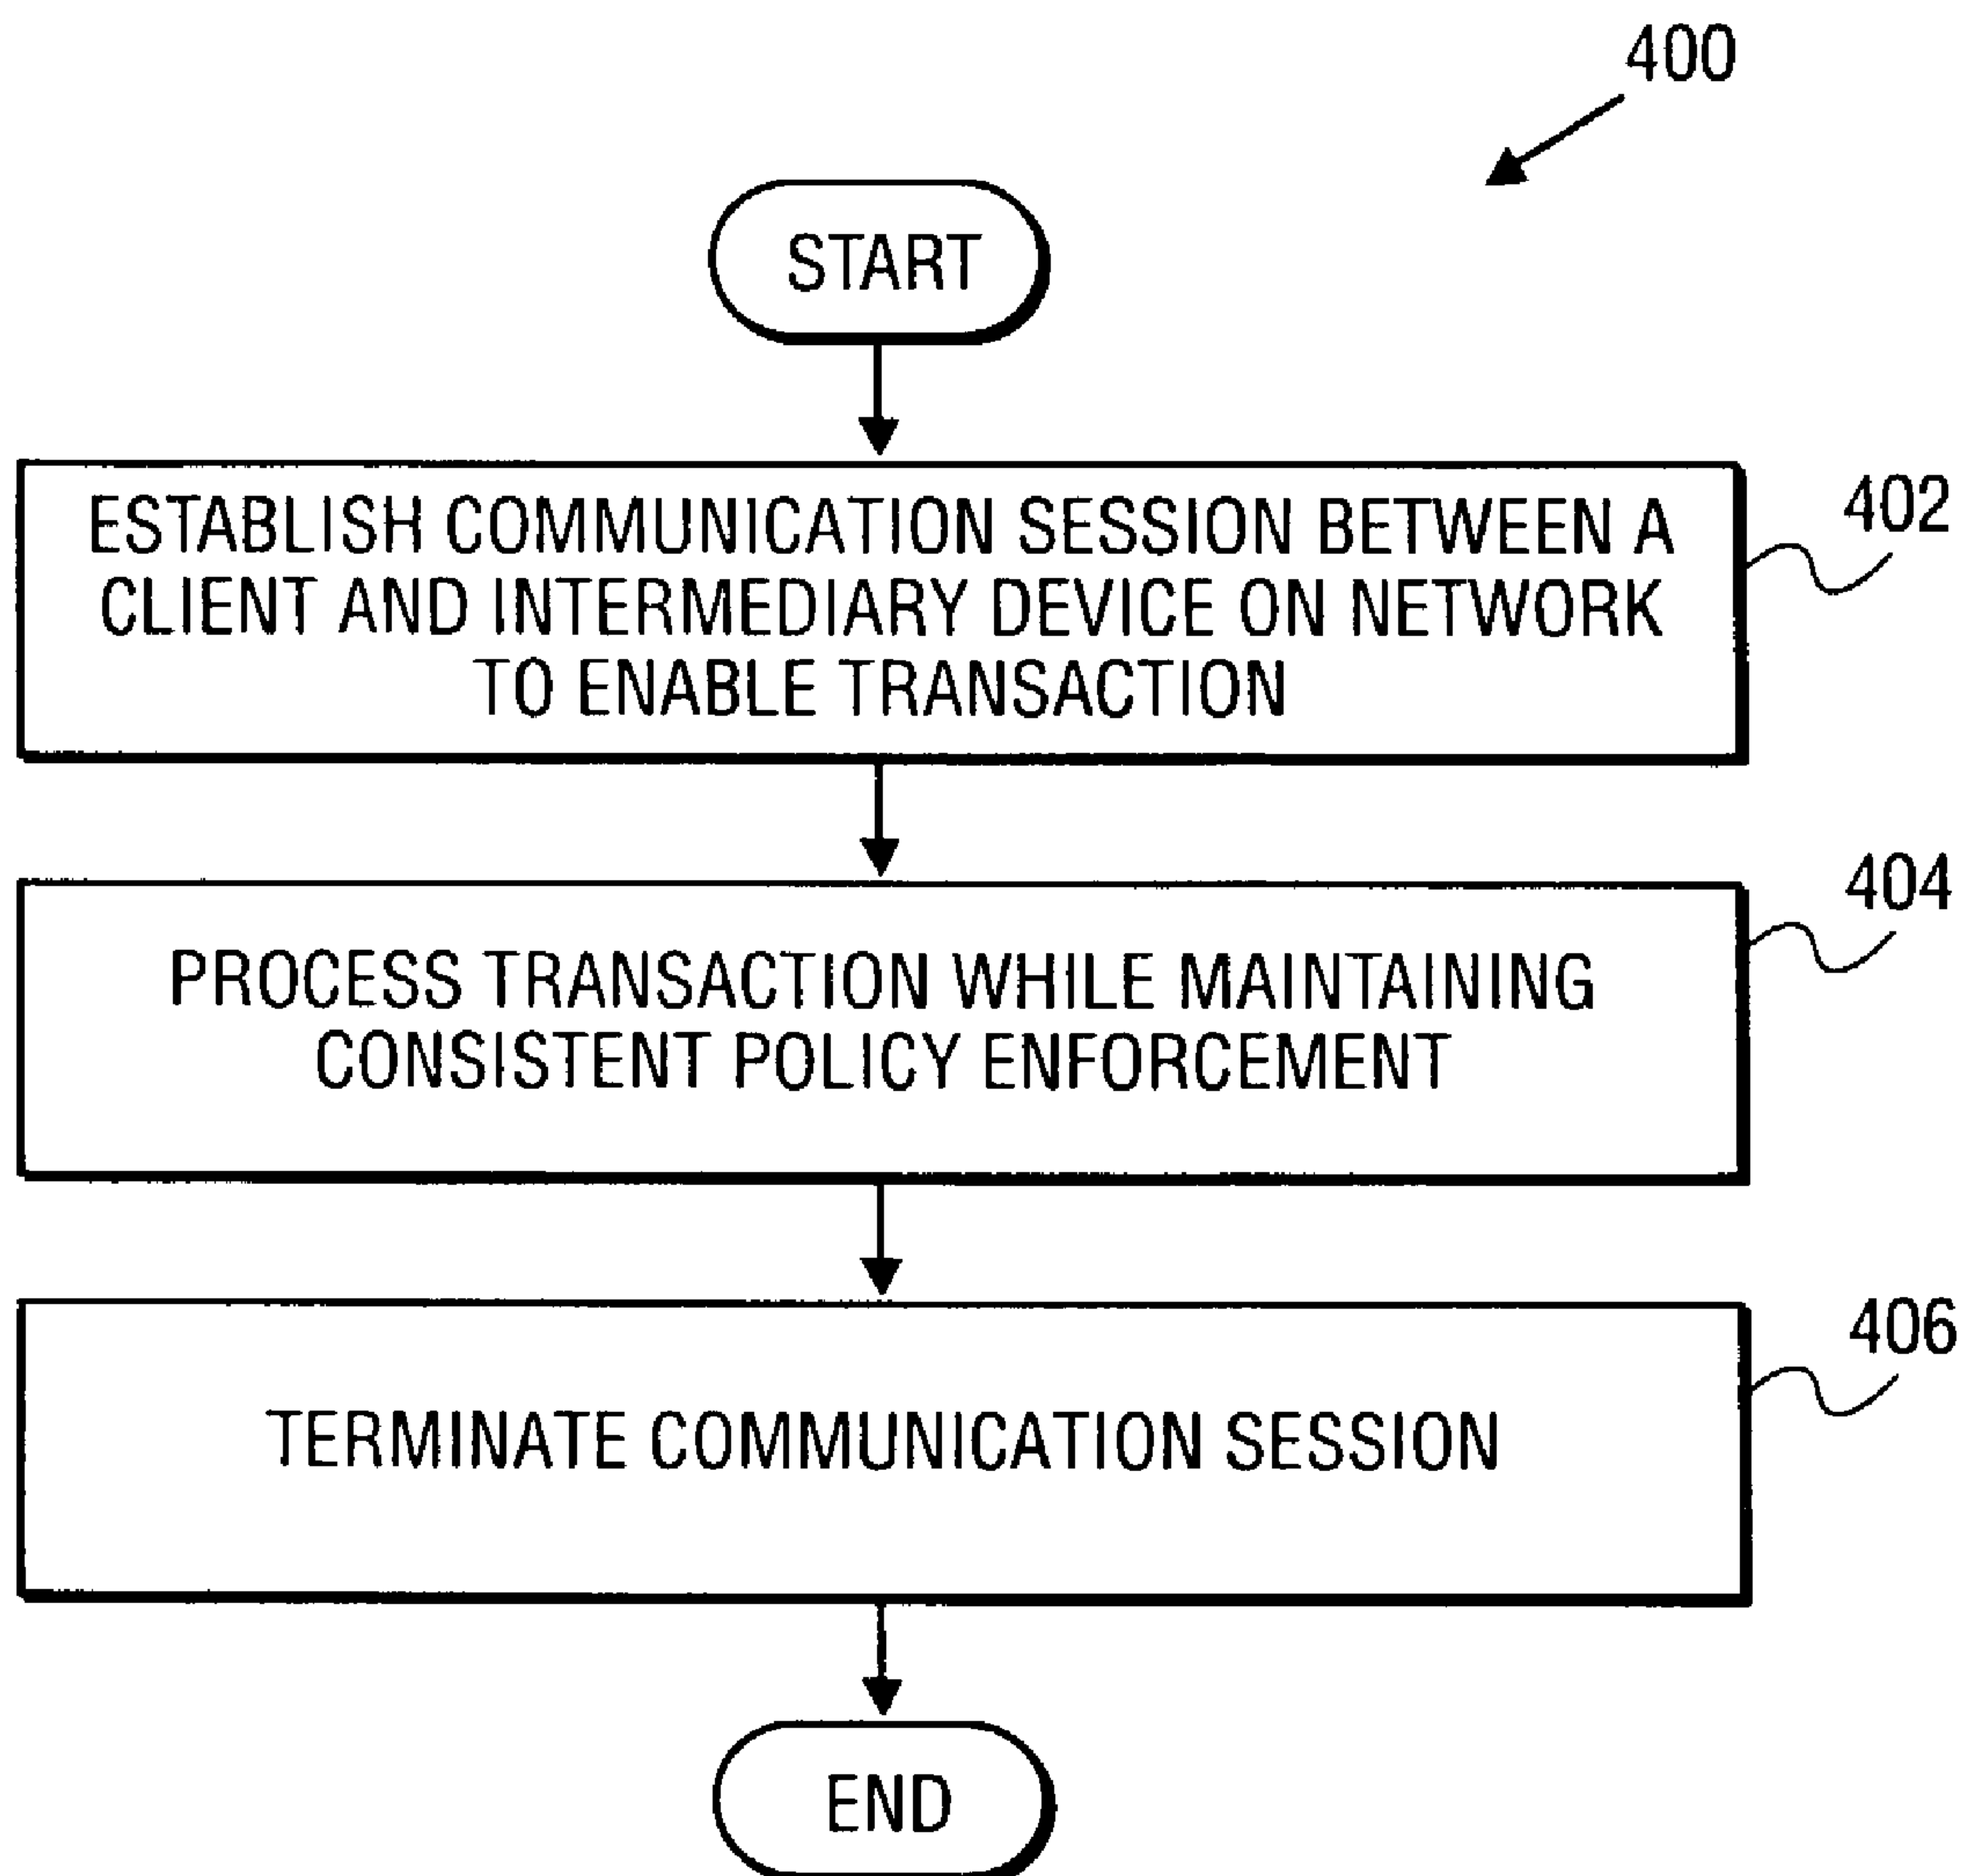 400
START
ESTABLISH COMMUNICATION SESSION BETWEEN A
CLIENT AND INTERMEDIARY DEVICE ON NETWORK
TO ENABLE TRANSACTION
402
PROCESS TRANSACTION WHILE MAINTAINING
CONSISTENT POLICY ENFORCEMENT
404
TERMINATE COMMUNICATION SESSION
406
END